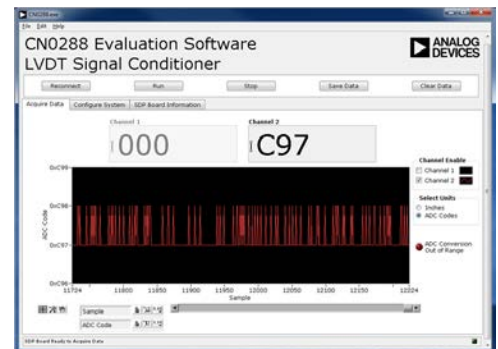 CN0288.exe
File Edit Help
CN0288 Evaluation Software
LVDT Signal Conditioner
ANALOG
DEVICES
Reconnect Run Stop Save Data Clear Data
Acquire Data Configure System SDP Board Information
Channel 1 Channel 2
000 C97
Channel Enable
Channel 1
Channel 2
Select Units
Inches
ADC Codes
ADC Conversion
Out of Range
0xC99
0xC98
0xC97
0xC96
ADC Code
11724 11800 11850 11900 11950 12000 12050 12100 12150 12224
Sample
Sample
ADC Code
SDP Board Ready to Acquire Data